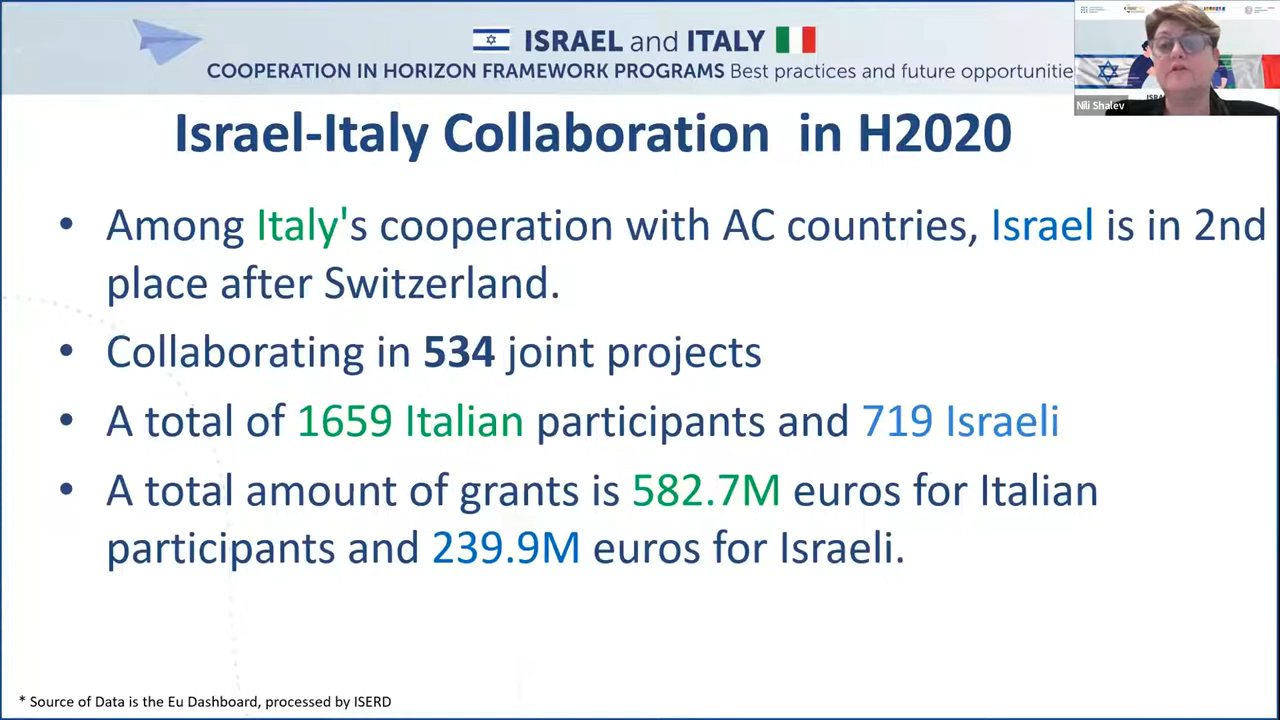 ISRAEL and ITALY
COOPERATION IN HORIZON FRAMEWORK PROGRAMS Best practices and future opportunitie
Nili Shalev
Israel-Italy Collaboration in H2020
• Among Italy's cooperation with AC countries, Israel is in 2nd
place after Switzerland.
• Collaborating in 534 joint projects
• A total of 1659 Italian participants and 719 Israeli
• A total amount of grants is 582.7M euros for Italian
participants and 239.9M euros for Israeli.
* Source of Data is the Eu Dashboard, processed by ISERD